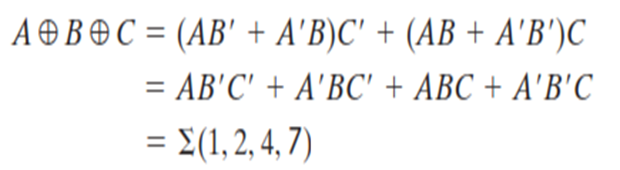 A⊕B⊕C = (AB' + A'B)C' + (AB + A'B')C
= AB'C' + A'BC' + ABC + A'B'C
= Σ(1, 2, 4, 7)